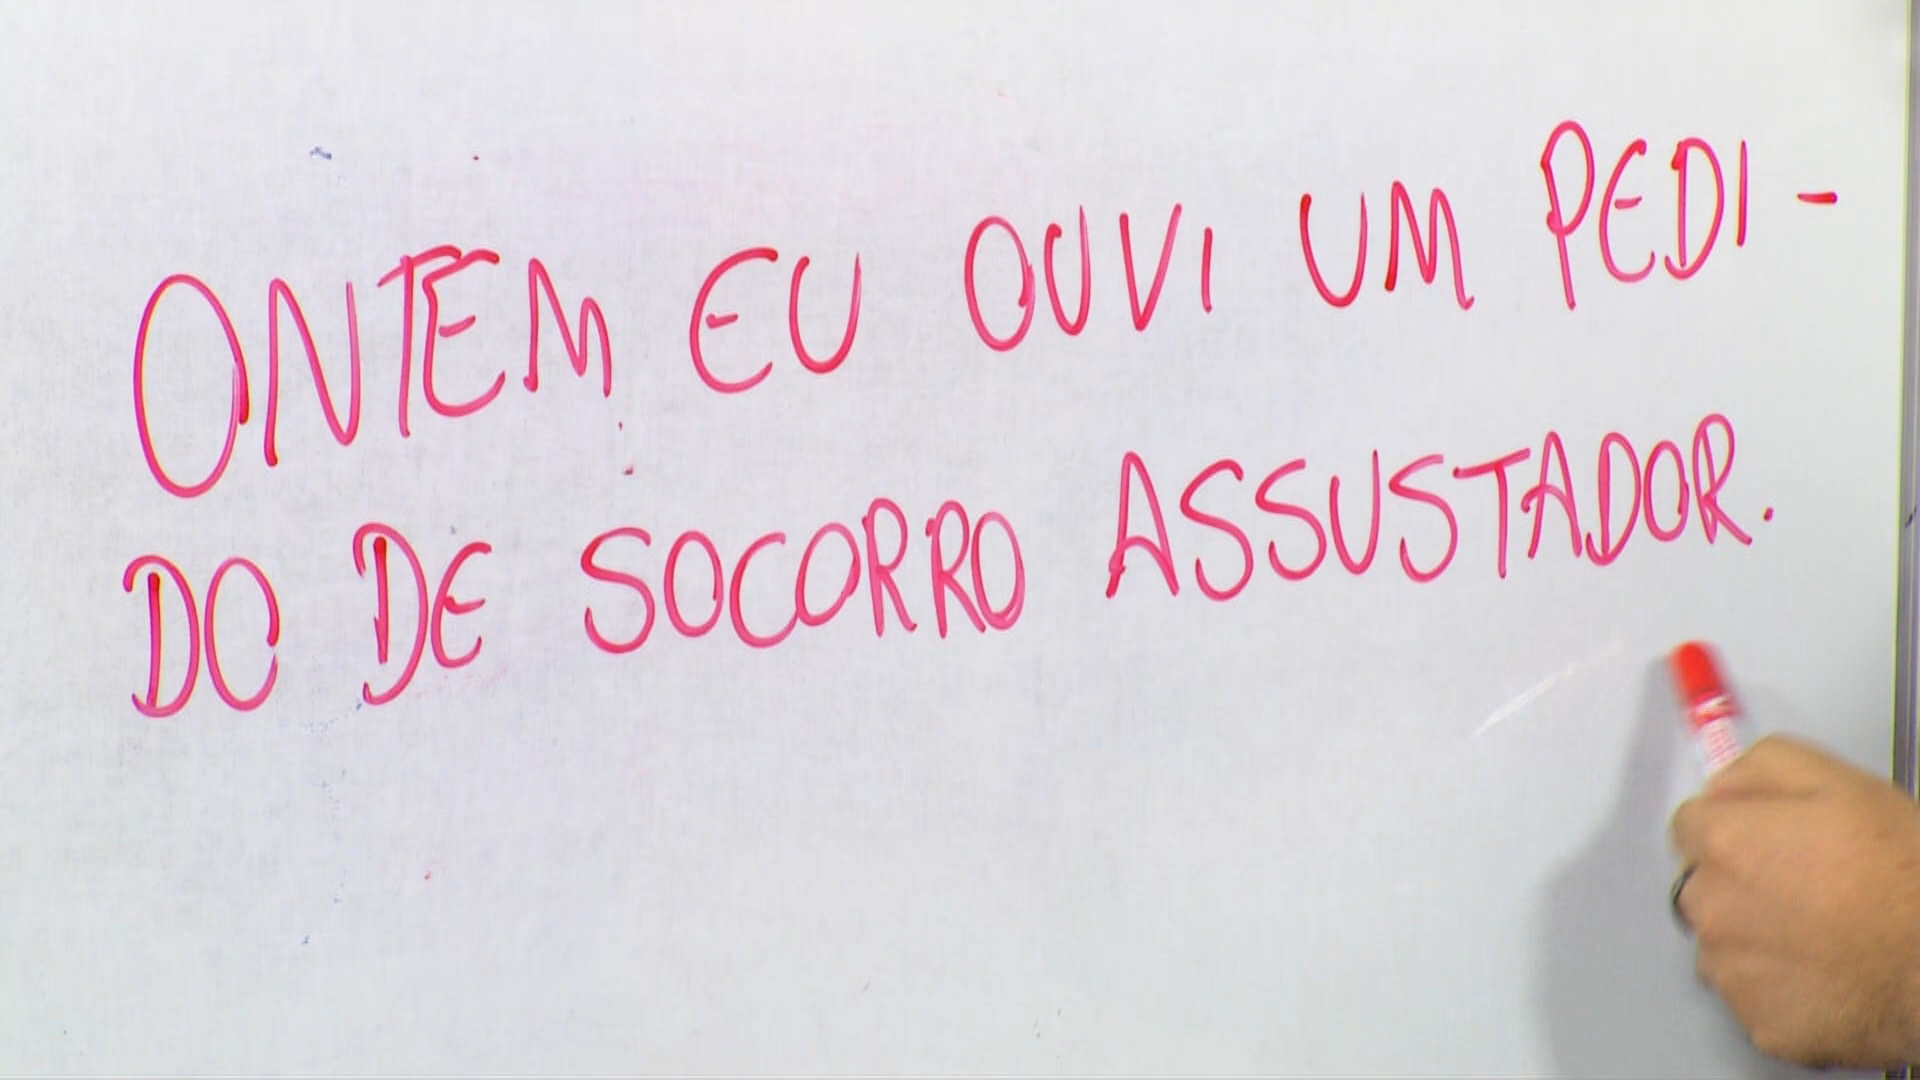 ONTEM EU OUVI UM PEDI-
DO DE SOCORRO ASSUSTADOR.